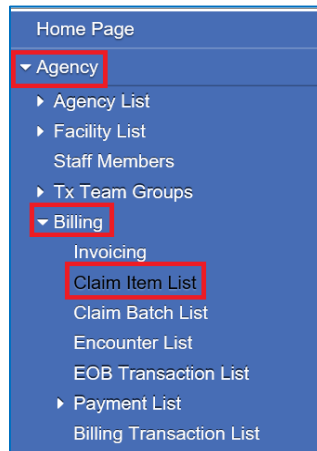 Home Page
Agency
Agency List
Facility List
Staff Members
Tx Team Groups
Billing
Invoicing
Claim Item List
Claim Batch List
Encounter List
EOB Transaction List
Payment List
Billing Transaction List